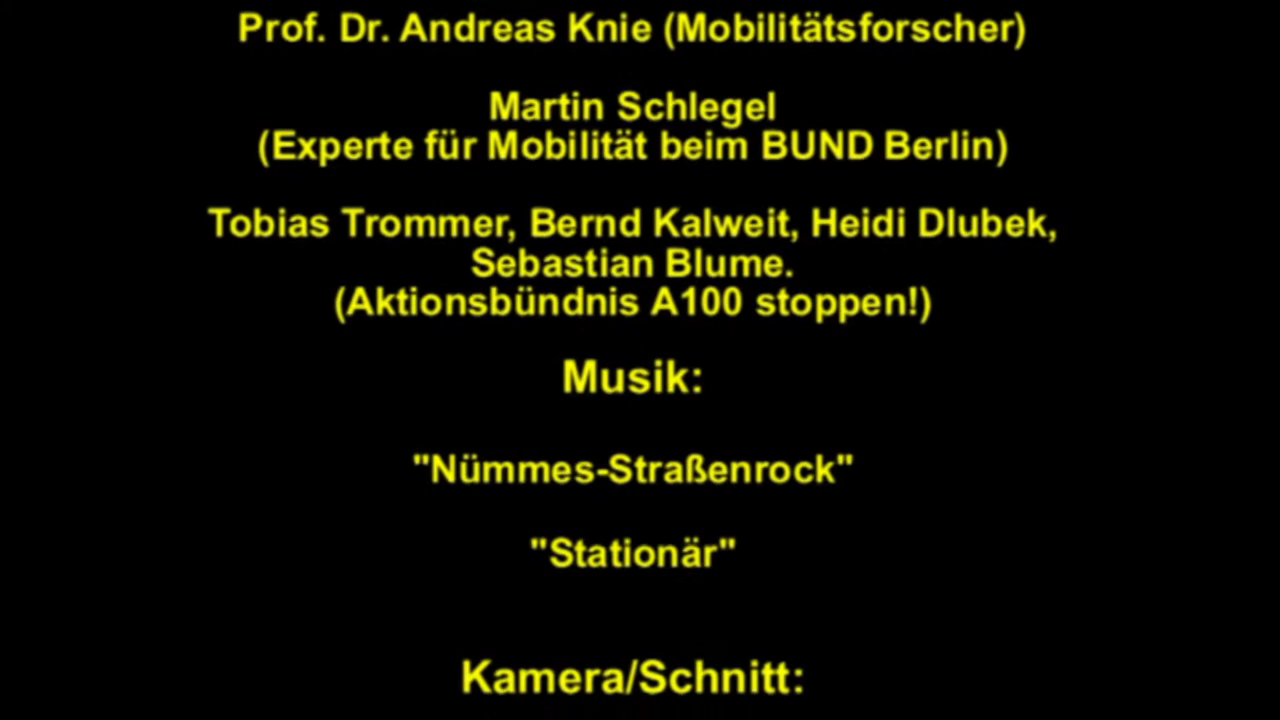 Prof. Dr. Andreas Knie (Mobilitätsforscher)
Martin Schlegel
(Experte für Mobilität beim BUND Berlin)
Tobias Trommer, Bernd Kalweit, Heidi Dlubek,
Sebastian Blume.
(Aktionsbündnis A100 stoppen!)
Musik:
"Nümmes-Straßenrock"
"Stationär"
Kamera/Schnitt: